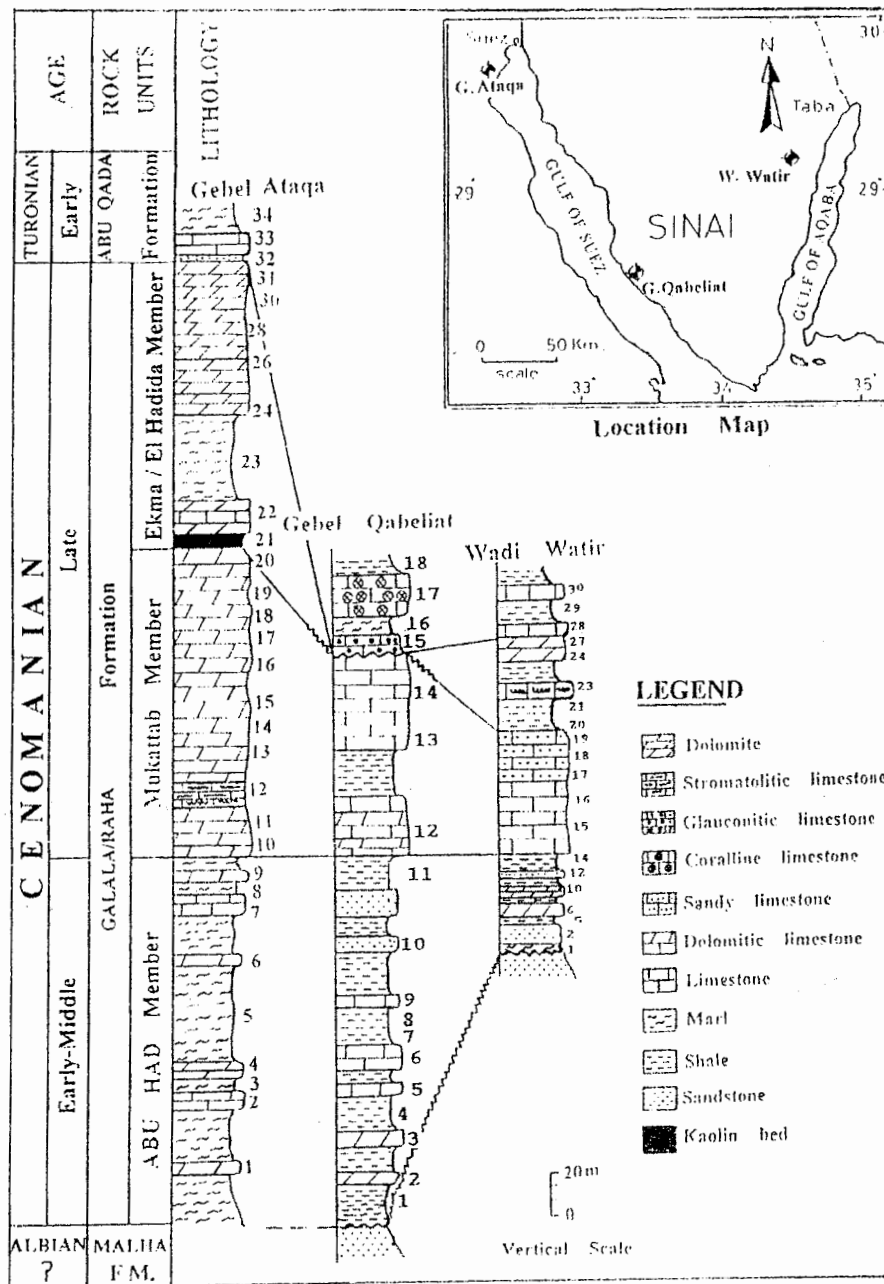 AGE
ROCK
UNITS
LITHOLOGY
TURONIAN
Early
ABU QADA
Formation
CENOMANIAN
Late
Early-Middle
GALALA/RAHA Formation
Ekma / El Hadida Member
Mukattab Member
ABU HAD Member
ALBIAN
?
MALHA
FM.
Gebel Ataqa
34
33
32
31
30
28
26
24
23
22
21
20
19
18
17
16
15
14
13
12
11
10
9
8
7
6
5
4
3
2
1
Gebel Qabeliat
18
17
16
15
14
13
12
11
10
9
8
7
6
5
4
3
2
1
Wadi Watir
30
29
28
27
24
23
21
20
19
18
17
16
15
14
12
10
6
5
2
1
Suez
G. Ataqa
N
30
Taba
W. Watir
29
29
GULF OF SUEZ
SINAI
GULF OF AQABA
G.Qabeliat
0 50 Km.
scale
33 34 35
Location Map
LEGEND
Dolomite
Stromatolitic limestone
Glauconitic limestone
Coralline limestone
Sandy limestone
Dolomitic limestone
Limestone
Marl
Shale
Sandstone
Kaolin bed
20 m
0
Vertical Scale